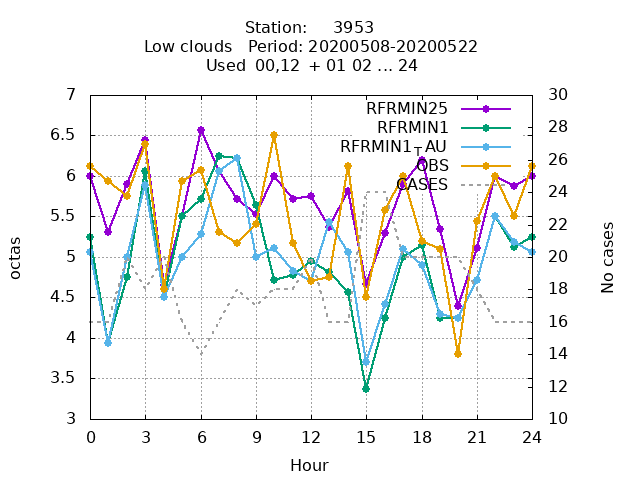 Station: 3953
Low clouds Period: 20200508-20200522
Used 00,12 + 01 02 ... 24
7
6.5
6
5.5
5
4.5
4
3.5
3
octas
30
28
26
24
22
20
18
16
14
12
10
No cases
RFRMIN25
RFRMIN1
RFRMIN1TAU
OBS
CASES
0 3 6 9 12 15 18 21 24
Hour